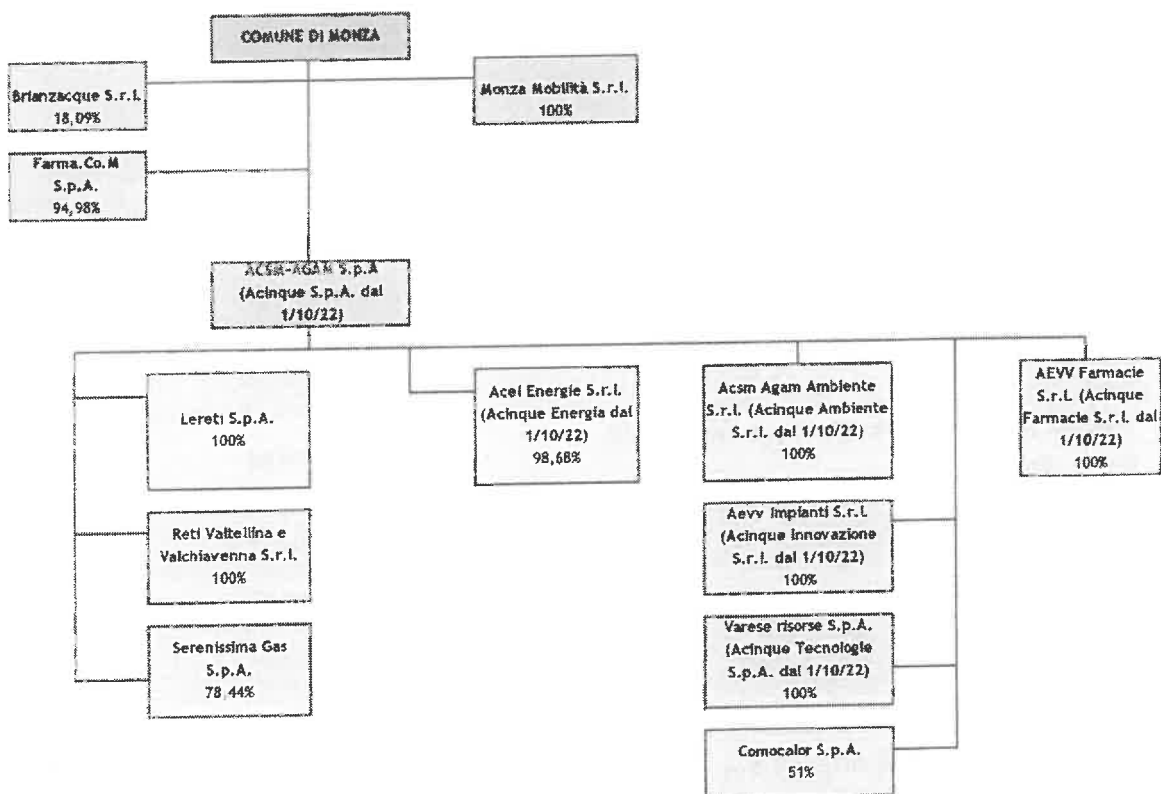 COMUNE DI MONZA
Brianzacque S.r.l.
18,09%
Monza Mobilità S.r.l.
100%
Farma.Co.M
S.p.A.
94,98%
ACSM-AGAM S.p.A
(Acinque S.p.A. dal
1/10/22)
Lereti S.p.A.
100%
Acel Energie S.r.l.
(Acinque Energia dal
1/10/22)
98,68%
Acsm Agam Ambiente
S.r.l. (Acinque Ambiente
S.r.l. dal 1/10/22)
100%
AEVV Farmacie
S.r.l. (Acinque
Farmacie S.r.l. dal
1/10/22)
100%
Reti Valtellina e
Valchiavenna S.r.l.
100%
Aevv Impianti S.r.l.
(Acinque Innovazione
S.r.l. dal 1/10/22)
100%
Serenissima Gas
S.p.A.
78,44%
Varese risorse S.p.A.
(Acinque Tecnologie
S.p.A. dal 1/10/22)
100%
Comocalor S.p.A.
51%